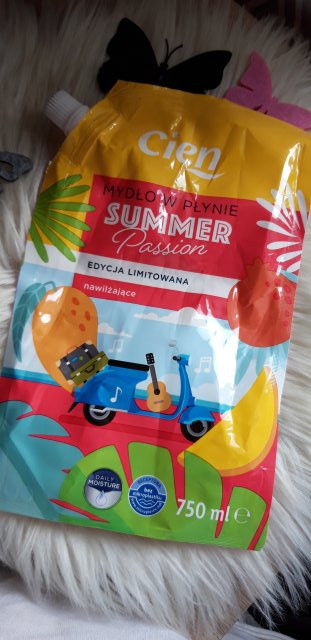 Cien
MYDŁO W PŁYNIE
SUMMER
Passion
EDYCJA LIMITOWANA
nawilżające
DAILY
MOISTURE
bez
mikroplastiku
750 ml e